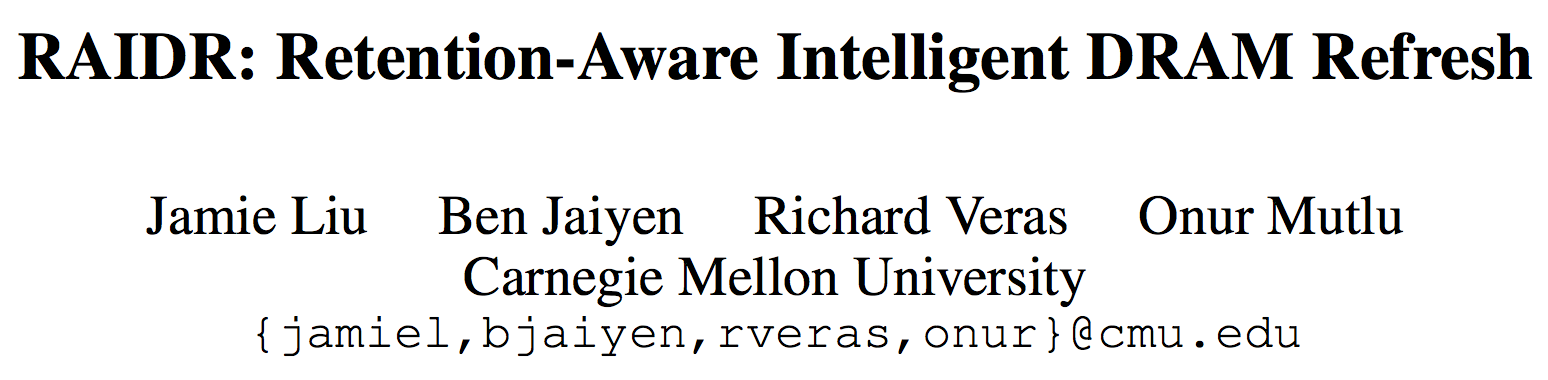 RAIDR: Retention-Aware Intelligent DRAM Refresh
Jamie Liu Ben Jaiyen Richard Veras Onur Mutlu
Carnegie Mellon University
{jamiel,bjaiyen,rveras,onur}@cmu.edu